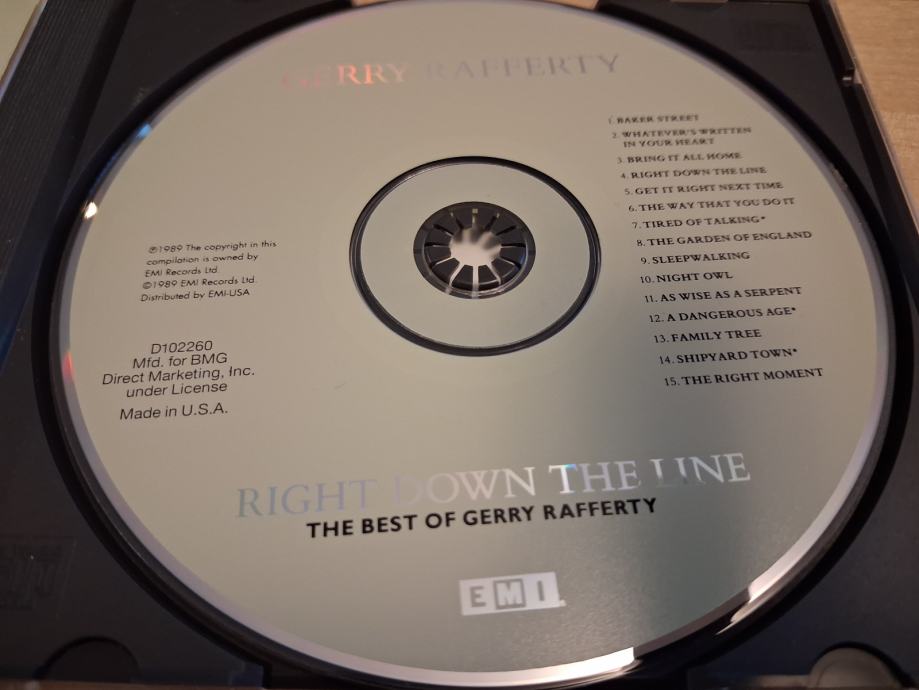 GERRY RAFFERTY
1. BAKER STREET
2. WHATEVER'S WRITTEN
IN YOUR HEART
3. BRING IT ALL HOME
4. RIGHT DOWN THE LINE
5. GET IT RIGHT NEXT TIME
6. THE WAY THAT YOU DO IT
7. TIRED OF TALKING*
8. THE GARDEN OF ENGLAND
9. SLEEPWALKING
10. NIGHT OWL
11. AS WISE AS A SERPENT
12. A DANGEROUS AGE*
13. FAMILY TREE
14. SHIPYARD TOWN*
15. THE RIGHT MOMENT
℗1989 The copyright in this
compilation is owned by
EMI Records Ltd.
©1989 EMI Records Ltd.
Distributed by EMI-USA
D102260
Mfd. for BMG
Direct Marketing, Inc.
under License
Made in U.S.A.
RIGHT DOWN THE LINE
THE BEST OF GERRY RAFFERTY
EMI